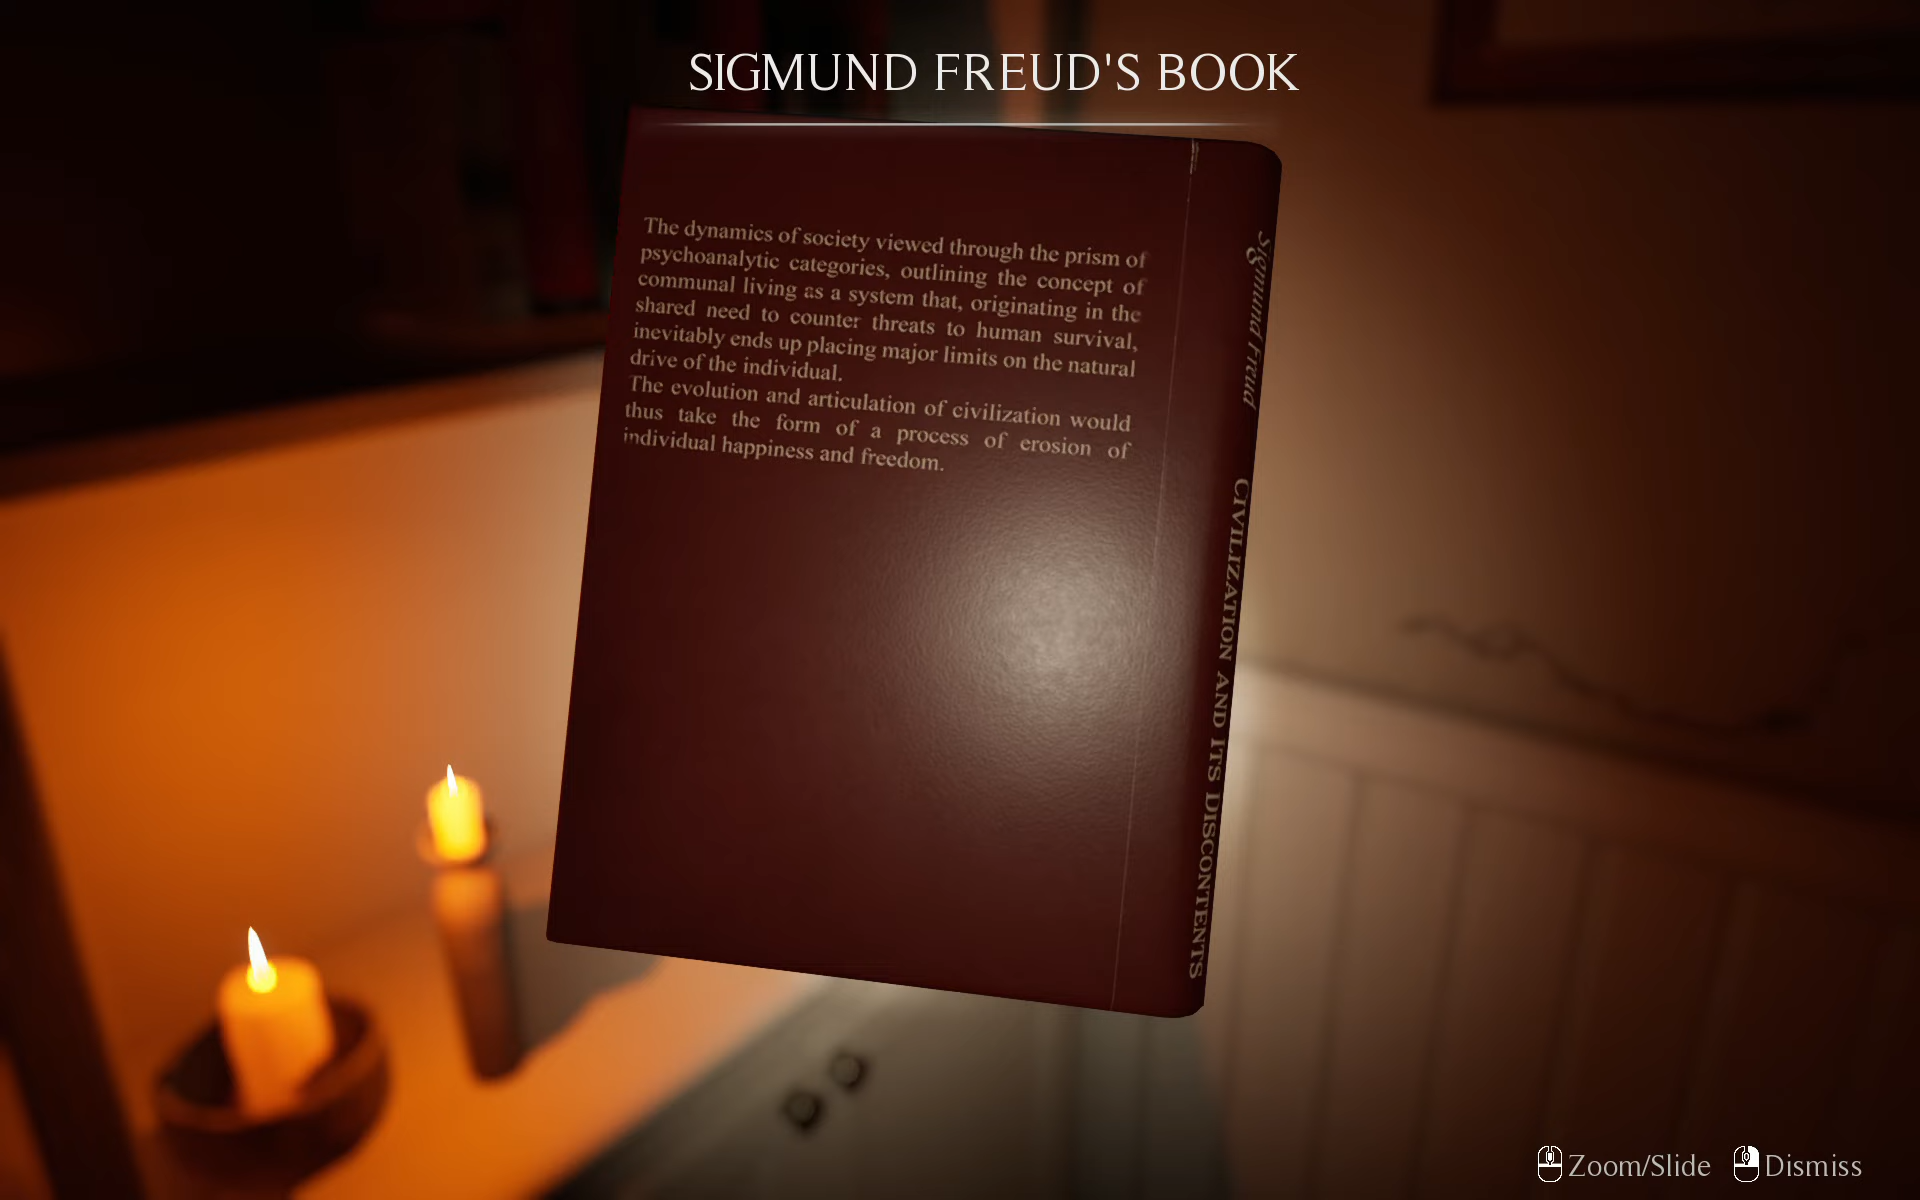 SIGMUND FREUD'S BOOK
The dynamics of society viewed through the prism of
psychoanalytic categories, outlining the concept of
communal living as a system that, originating in the
shared need to counter threats to human survival,
inevitably ends up placing major limits on the natural
drive of the individual.
The evolution and articulation of civilization would
thus take the form of a process of erosion of
individual happiness and freedom.
Sigmund Freud
CIVILIZATION AND ITS DISCONTENTS
Zoom/Slide
Dismiss